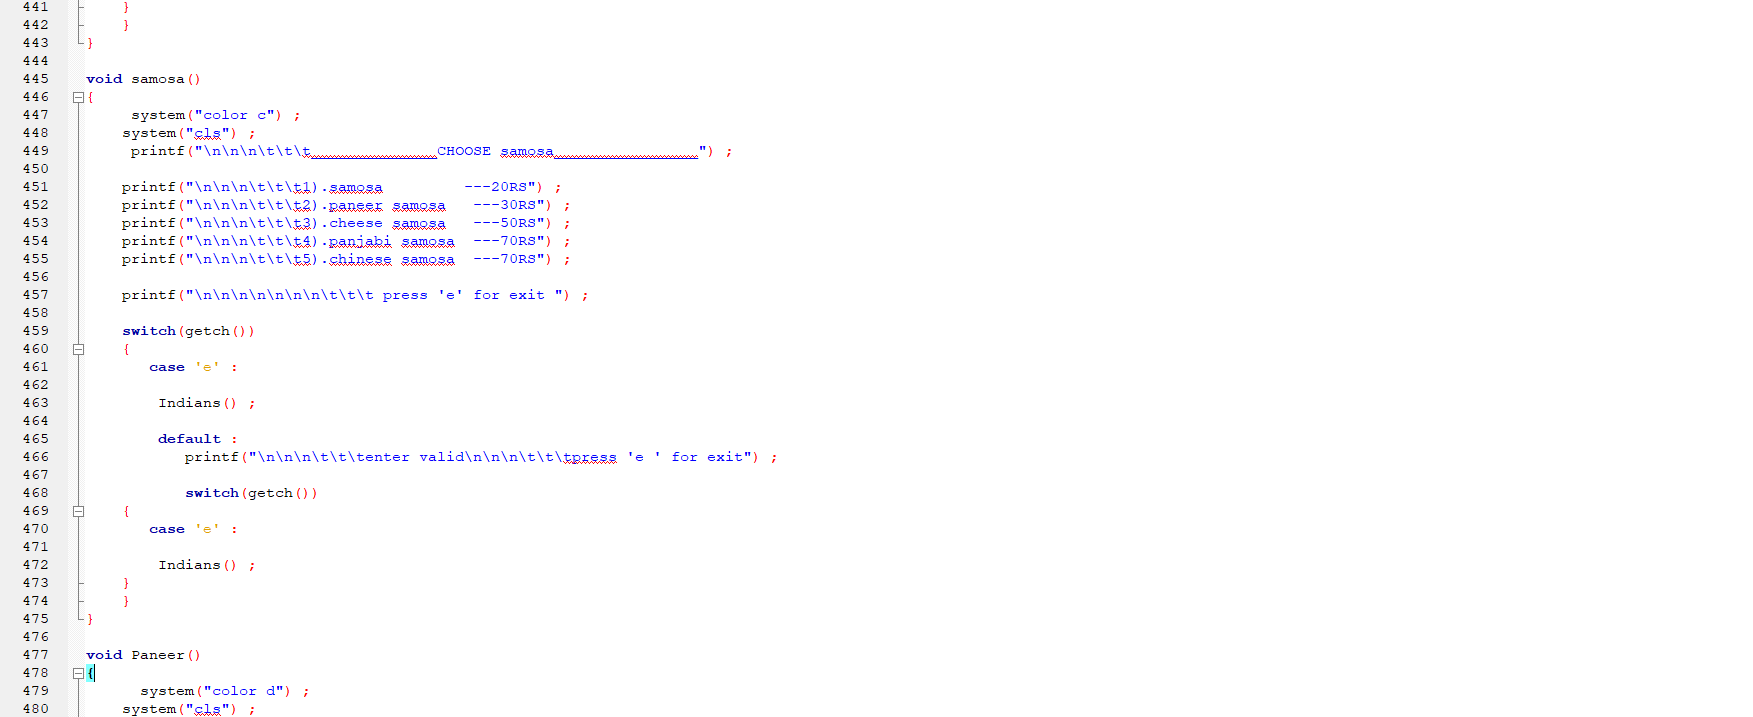 441 }
442 }
443 }
444
445 void samosa()
446 {
447 system("color c") ;
448 system("cls") ;
449 printf("\n\n\n\t\t\t______________CHOOSE samosa________________") ;
450
451 printf("\n\n\n\t\t\t1).samosa         ---20RS") ;
452 printf("\n\n\n\t\t\t2).paneer samosa   ---30RS") ;
453 printf("\n\n\n\t\t\t3).cheese samosa   ---50RS") ;
454 printf("\n\n\n\t\t\t4).panjabi samosa  ---70RS") ;
455 printf("\n\n\n\t\t\t5).chinese samosa  ---70RS") ;
456
457 printf("\n\n\n\n\n\n\n\t\t\t press 'e' for exit ") ;
458
459 switch(getch())
460 {
461 case 'e' :
462
463 Indians() ;
464
465 default :
466 printf("\n\n\n\t\t\tenter valid\n\n\n\t\t\tpress 'e ' for exit") ;
467
468 switch(getch())
469 {
470 case 'e' :
471
472 Indians() ;
473 }
474 }
475 }
476
477 void Paneer()
478 {
479 system("color d") ;
480 system("cls") ;